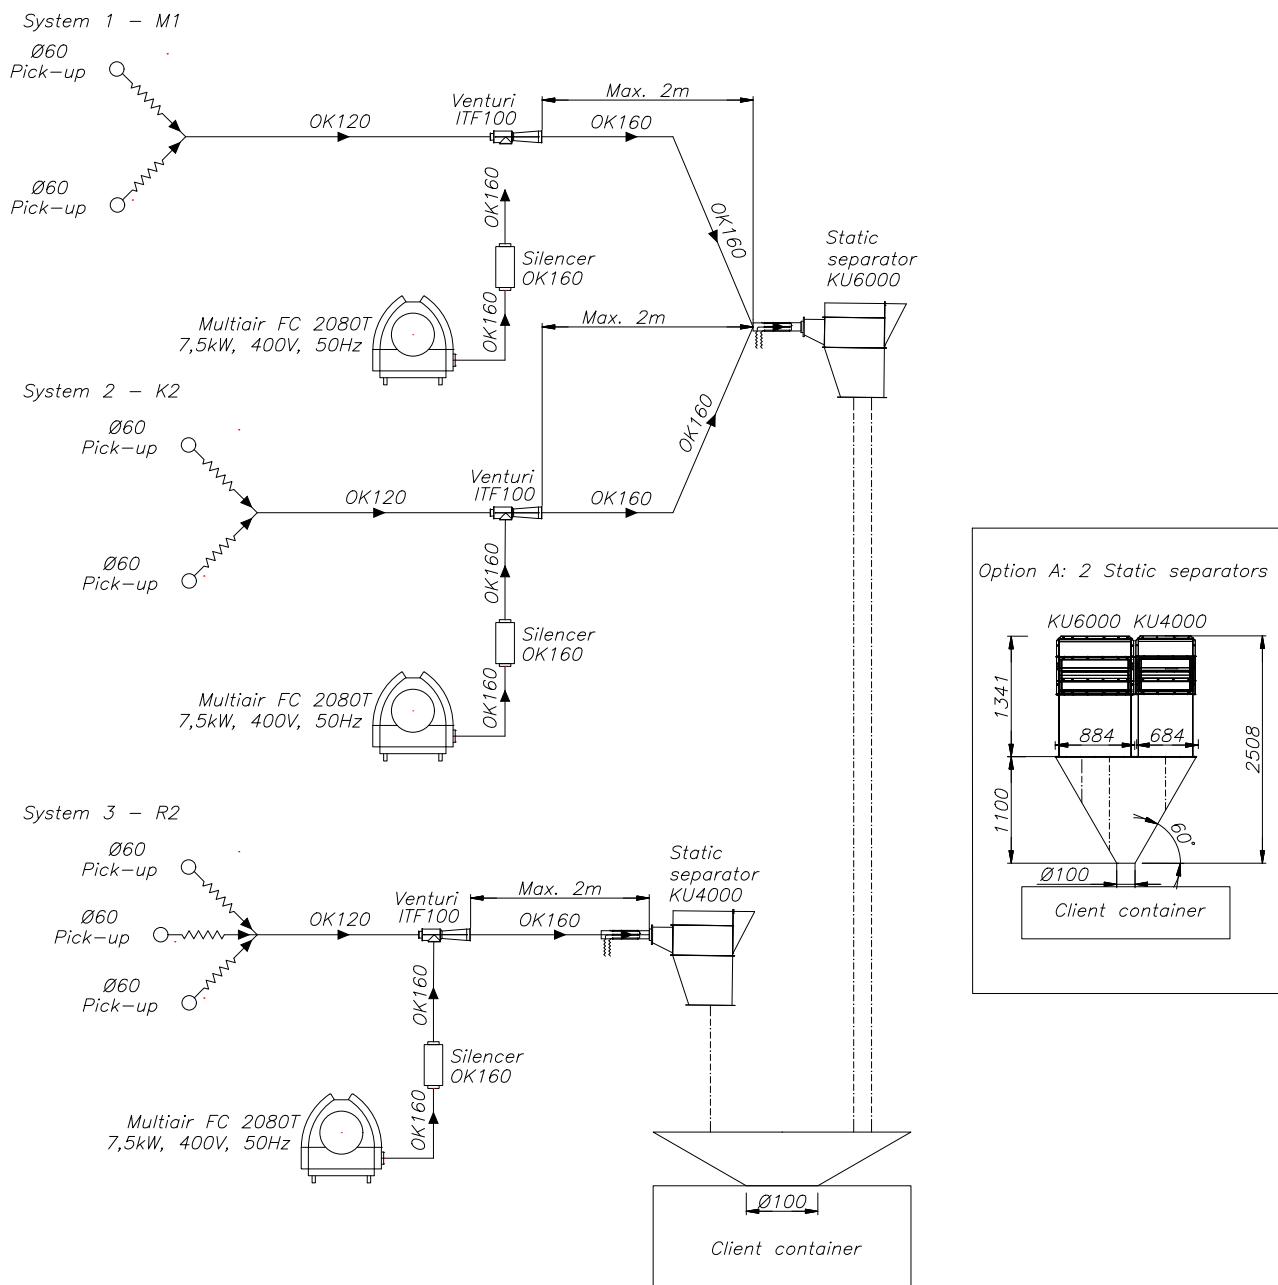 System 1 - M1
Ø60
Pick-up
Ø60
Pick-up
OK120
Venturi
ITF100
Max. 2m
OK160
OK160
OK160
Silencer
OK160
OK160
Multiair FC 2080T
7,5kW, 400V, 50Hz
Static
separator
KU6000
Max. 2m
System 2 - K2
Ø60
Pick-up
Ø60
Pick-up
OK120
Venturi
ITF100
OK160
OK160
OK160
Silencer
OK160
OK160
Multiair FC 2080T
7,5kW, 400V, 50Hz
System 3 - R2
Ø60
Pick-up
Ø60
Pick-up
Ø60
Pick-up
OK120
Venturi
ITF100
Max. 2m
OK160
Static
separator
KU4000
OK160
Silencer
OK160
OK160
Multiair FC 2080T
7,5kW, 400V, 50Hz
Ø100
Client container
Option A: 2 Static separators
KU6000 KU4000
1341
884
684
2508
1100
60°
Ø100
Client container